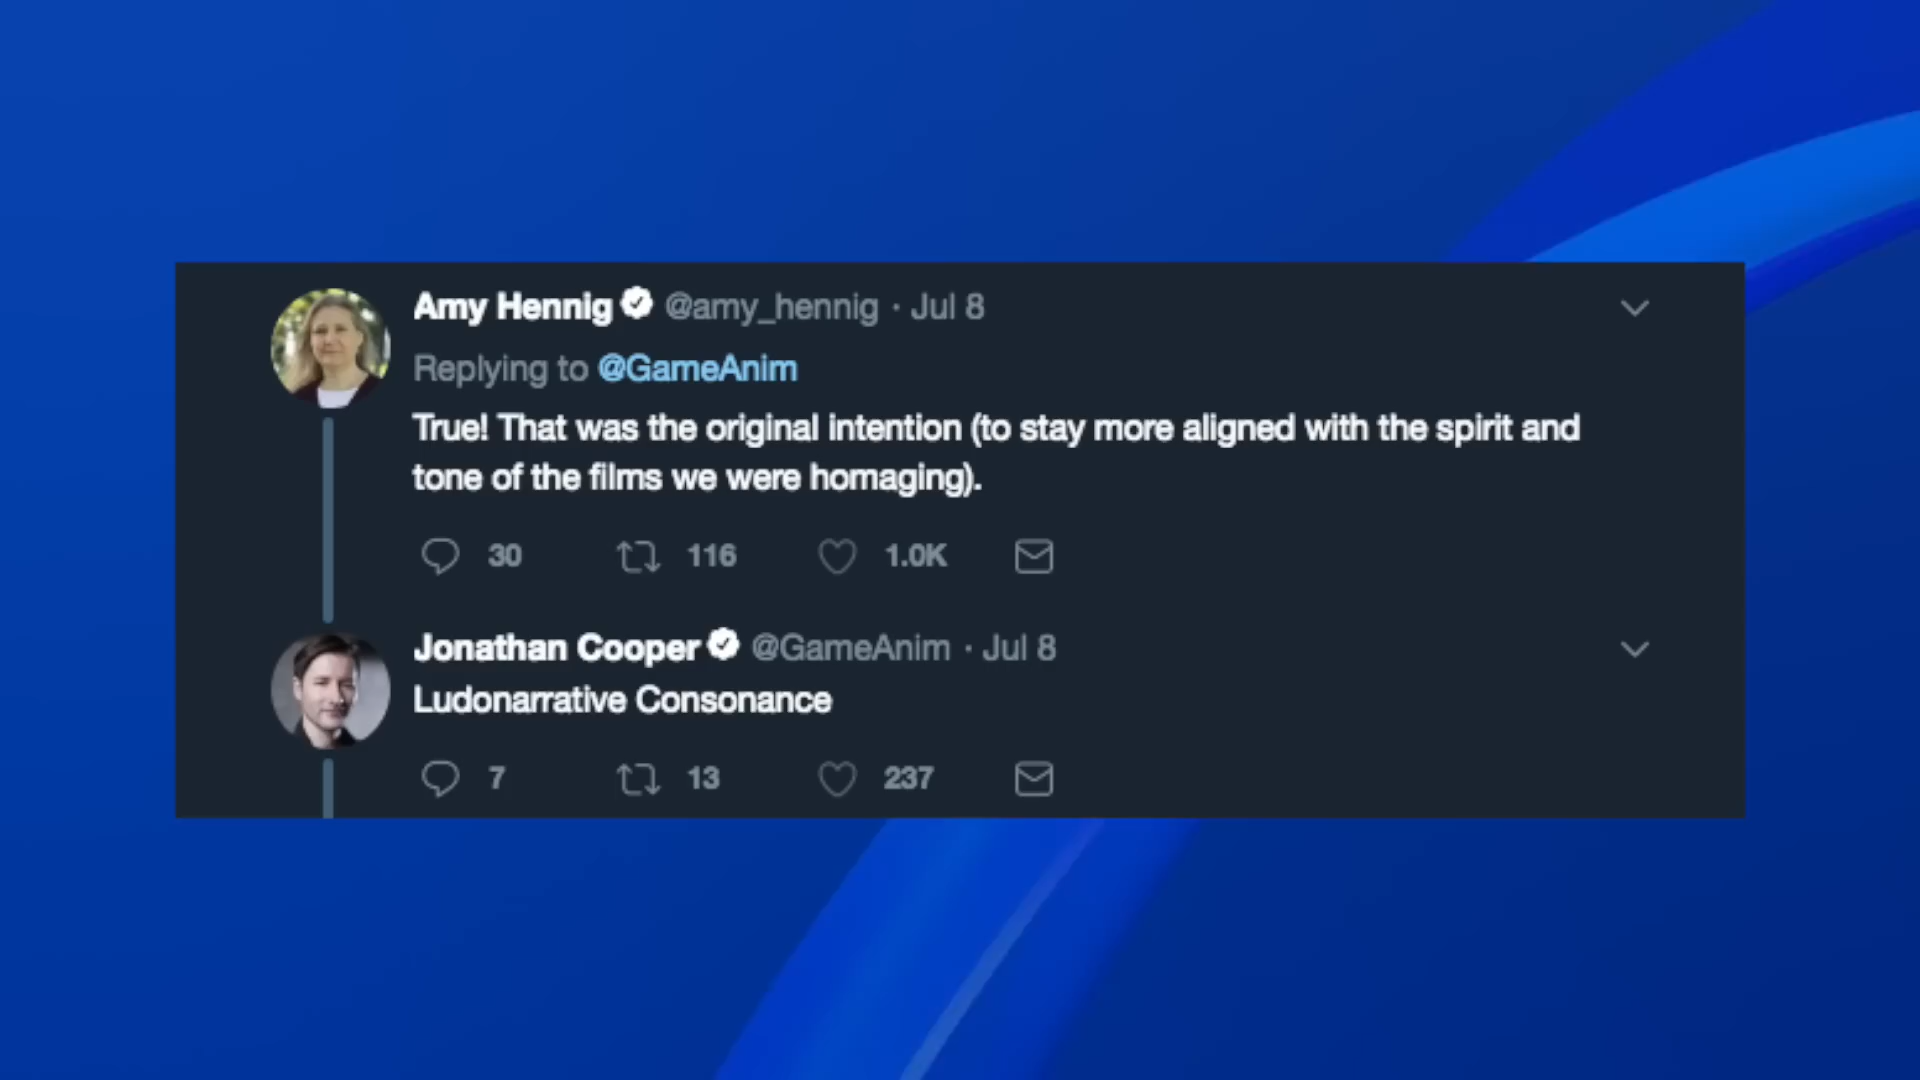 Amy Hennig @amy_hennig · Jul 8
Replying to @GameAnim
True! That was the original intention (to stay more aligned with the spirit and
tone of the films we were homaging).
30 116 1.0K
Jonathan Cooper @GameAnim · Jul 8
Ludonarrative Consonance
7 13 237